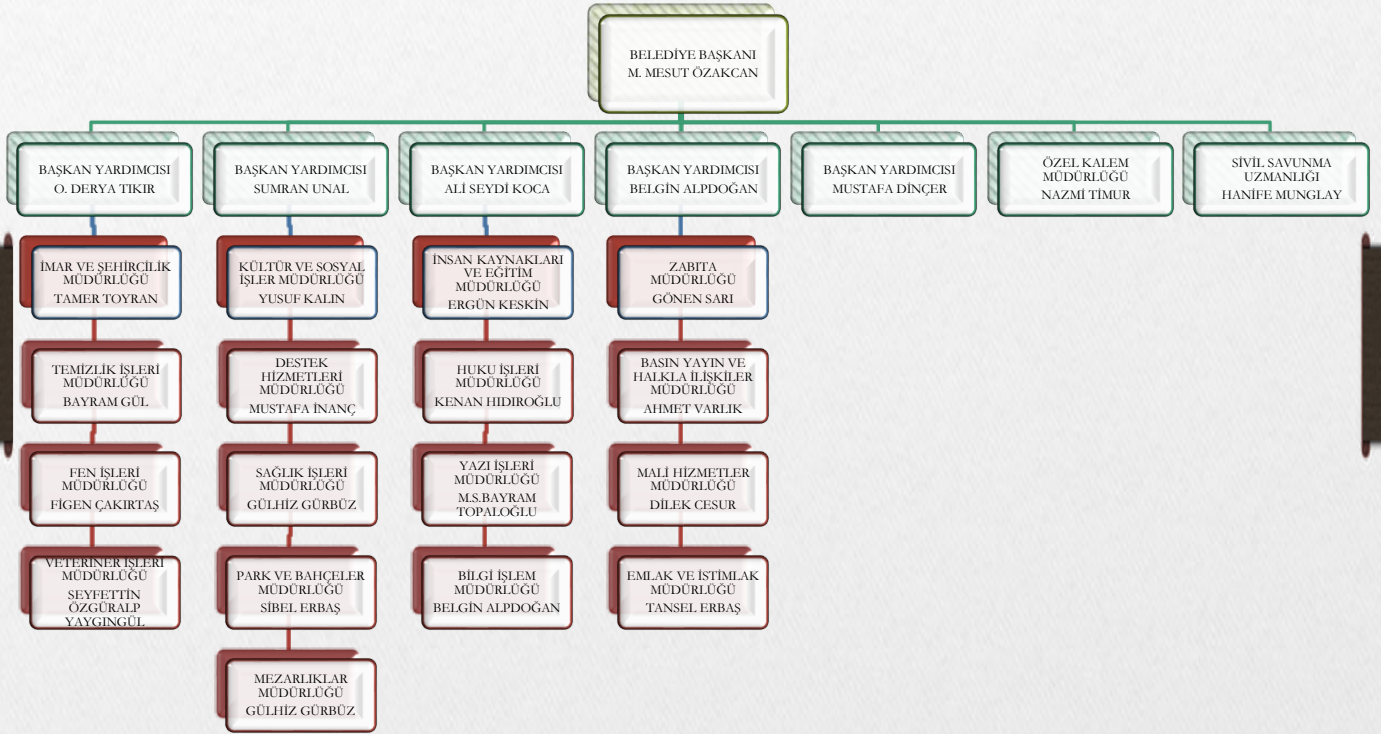 BELEDİYE BAŞKANI
M. MESUT ÖZAKCAN
BAŞKAN YARDIMCISI
O. DERYA TIKIR
BAŞKAN YARDIMCISI
SUMRAN UNAL
BAŞKAN YARDIMCISI
ALİ SEYDİ KOCA
BAŞKAN YARDIMCISI
BELGİN ALPDOĞAN
BAŞKAN YARDIMCISI
MUSTAFA DİNÇER
ÖZEL KALEM
MÜDÜRLÜĞÜ
NAZMİ TİMUR
SİVİL SAVUNMA
UZMANLIĞI
HANİFE MUNGLAY
İMAR VE ŞEHİRCİLİK
MÜDÜRLÜĞÜ
TAMER TOYRAN
TEMİZLİK İŞLERİ
MÜDÜRLÜĞÜ
BAYRAM GÜL
FEN İŞLERİ
MÜDÜRLÜĞÜ
FİGEN ÇAKIRTAŞ
VETERİNER İŞLERİ
MÜDÜRLÜĞÜ
SEYFETTİN
ÖZGÜRALP
YAYGINGÜL
KÜLTÜR VE SOSYAL
İŞLER MÜDÜRLÜĞÜ
YUSUF KALIN
DESTEK
HİZMETLERİ
MÜDÜRLÜĞÜ
MUSTAFA İNANÇ
SAĞLIK İŞLERİ
MÜDÜRLÜĞÜ
GÜLHİZ GÜRBÜZ
PARK VE BAHÇELER
MÜDÜRLÜĞÜ
SİBEL ERBAŞ
MEZARLIKLAR
MÜDÜRLÜĞÜ
GÜLHİZ GÜRBÜZ
İNSAN KAYNAKLARI
VE EĞİTİM
MÜDÜRLÜĞÜ
ERGÜN KESKİN
HUKU İŞLERİ
MÜDÜRLÜĞÜ
KENAN HIDIROĞLU
YAZI İŞLERİ
MÜDÜRLÜĞÜ
M.S.BAYRAM
TOPALOĞLU
BİLGİ İŞLEM
MÜDÜRLÜĞÜ
BELGİN ALPDOĞAN
ZABITA
MÜDÜRLÜĞÜ
GÖNEN SARI
BASIN YAYIN VE
HALKLA İLİŞKİLER
MÜDÜRLÜĞÜ
AHMET VARLIK
MALİ HİZMETLER
MÜDÜRLÜĞÜ
DİLEK CESUR
EMLAK VE İSTİMLAK
MÜDÜRLÜĞÜ
TANSEL ERBAŞ